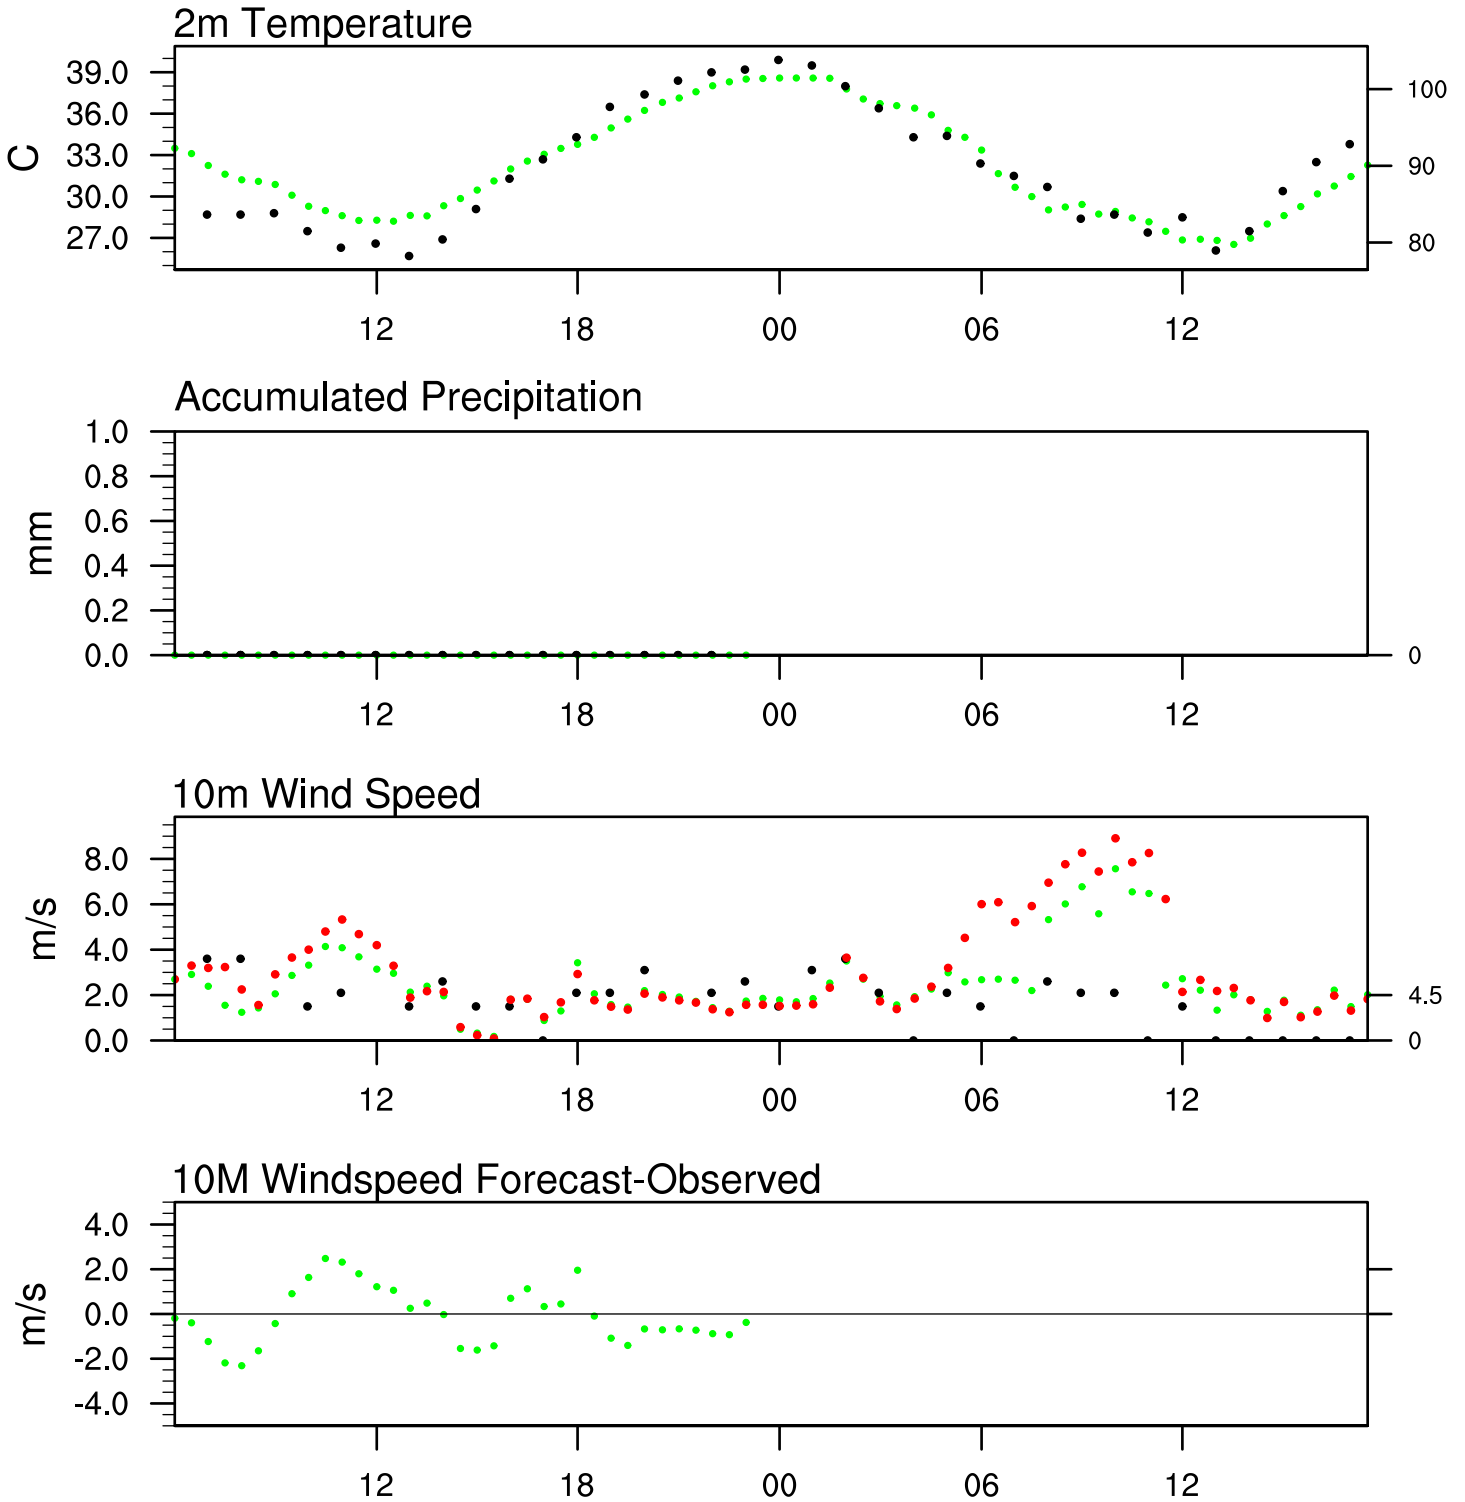 2m Temperature
39.0
36.0
33.0
30.0
27.0
C
100
90
80
12 18 00 06 12
Accumulated Precipitation
1.0
0.8
0.6
0.4
0.2
0.0
mm
0
12 18 00 06 12
10m Wind Speed
8.0
6.0
4.0
2.0
0.0
m/s
4.5
0
12 18 00 06 12
10M Windspeed Forecast-Observed
4.0
2.0
0.0
-2.0
-4.0
m/s
12 18 00 06 12